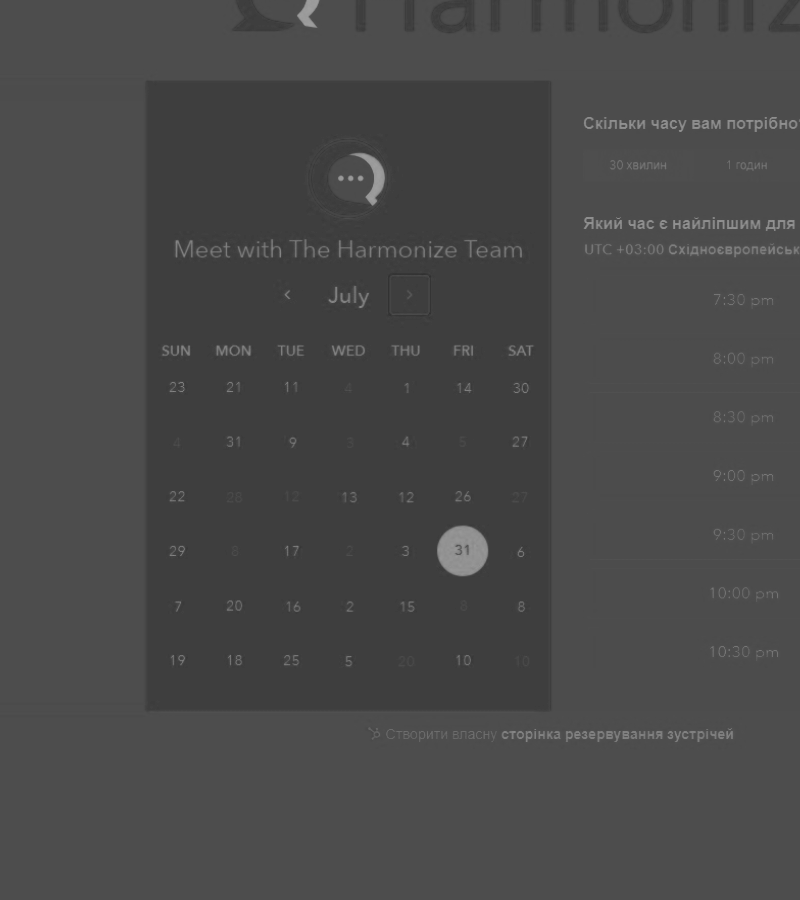 Harmoniz
Meet with The Harmonize Team
‹ July ›
SUN MON TUE WED THU FRI SAT
23 21 11 4 1 14 30
4 31 9 3 4 5 27
22 28 12 13 12 26 27
29 6 17 2 3 31 6
7 20 16 2 15 8 8
19 18 25 5 20 10 10
Скільки часу вам потрібно?
30 хвилин 1 годин
Який час є найліпшим для
UTC +03:00 Східноєвропейськ
7:30 pm
8:00 pm
8:30 pm
9:00 pm
9:30 pm
10:00 pm
10:30 pm
Створити власну сторінка резервування зустрічей